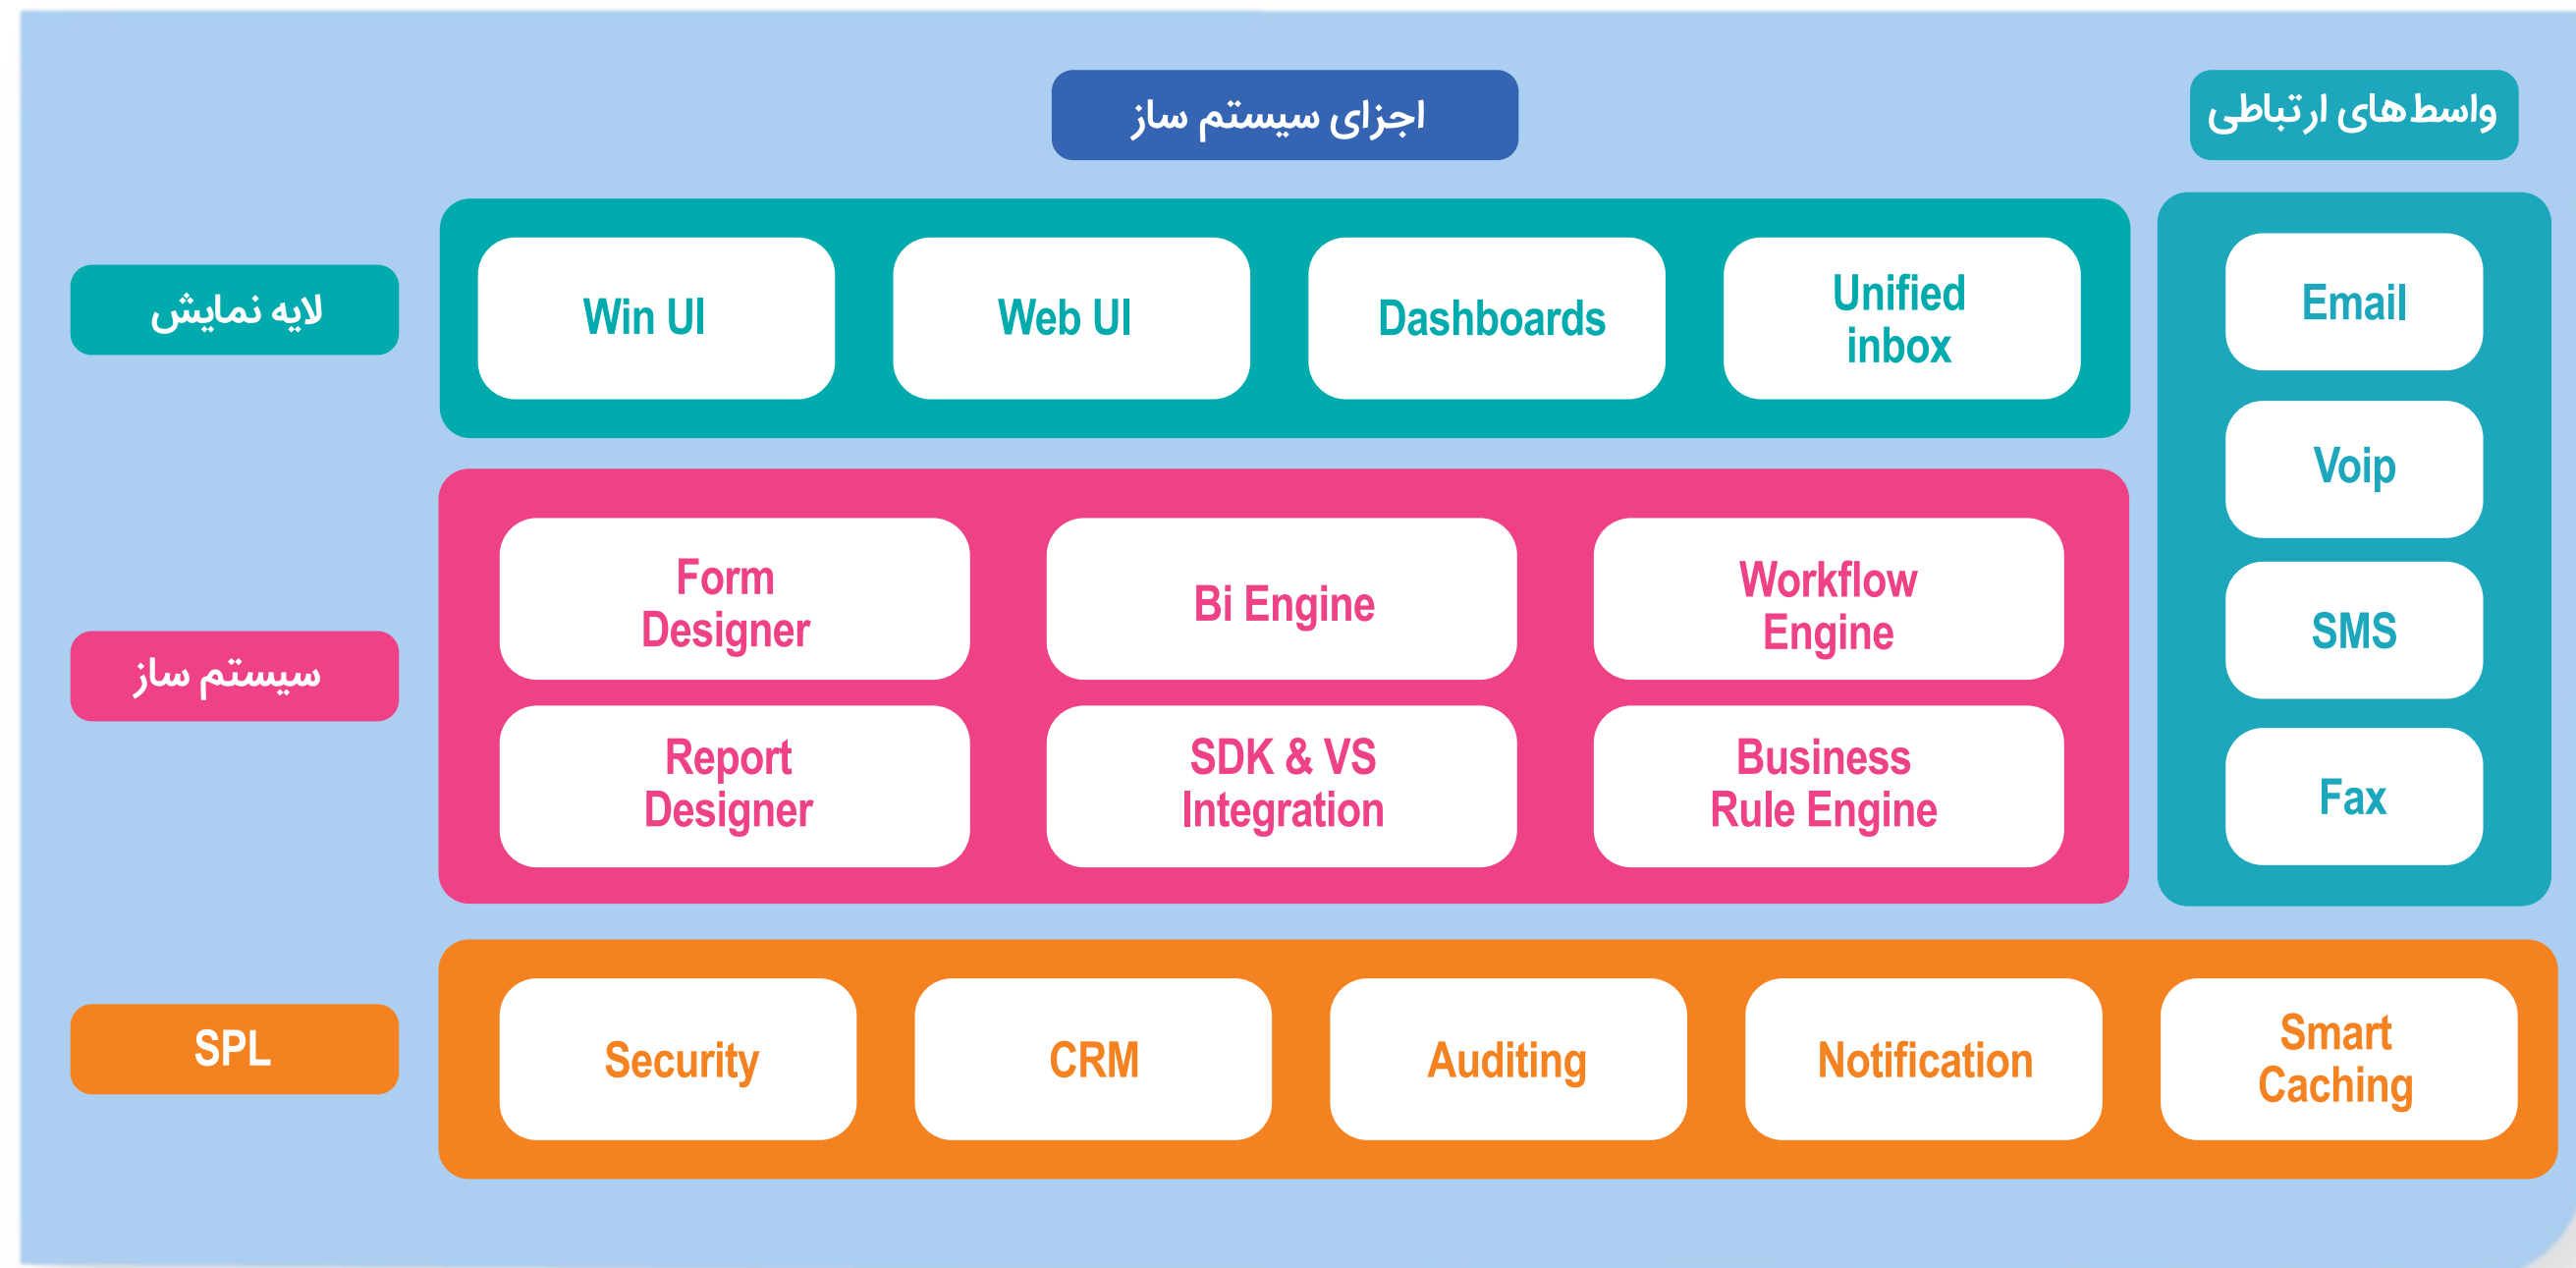 اجزای سیستم ساز
واسط‌های ارتباطی
لایه نمایش
Win UI
Web UI
Dashboards
Unified
inbox
سیستم ساز
Form
Designer
Bi Engine
Workflow
Engine
Report
Designer
SDK & VS
Integration
Business
Rule Engine
Email
Voip
SMS
Fax
SPL
Security
CRM
Auditing
Notification
Smart
Caching